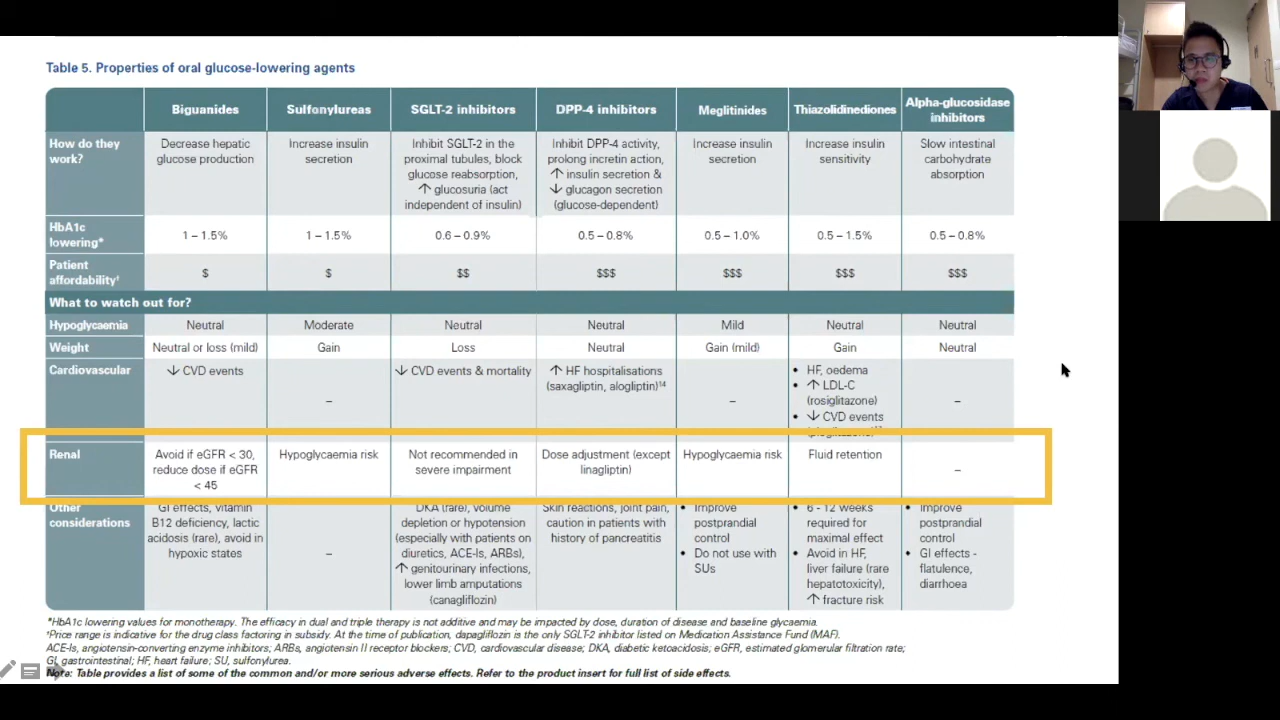 Table 5. Properties of oral glucose-lowering agents
Biguanides
Sulfonylureas
SGLT-2 inhibitors
DPP-4 inhibitors
Meglitinides
Thiazolidinediones
Alpha-glucosidase
inhibitors
How do they
work?
Decrease hepatic
glucose production
Increase insulin
secretion
Inhibit SGLT-2 in the
proximal tubules, block
glucose reabsorption,
↑ glucosuria (act
independent of insulin)
Inhibit DPP-4 activity,
prolong incretin action,
↑ insulin secretion &
↓ glucagon secretion
(glucose-dependent)
Increase insulin
secretion
Increase insulin
sensitivity
Slow intestinal
carbohydrate
absorption
HbA1c
lowering*
1 – 1.5%
1 – 1.5%
0.6 – 0.9%
0.5 – 0.8%
0.5 – 1.0%
0.5 – 1.5%
0.5 – 0.8%
Patient
affordability†
$
$
$$
$$$
$$$
$$$
$$$
What to watch out for?
Hypoglycaemia
Neutral
Moderate
Neutral
Neutral
Mild
Neutral
Neutral
Weight
Neutral or loss (mild)
Gain
Loss
Neutral
Gain (mild)
Gain
Neutral
Cardiovascular
↓ CVD events
–
↓ CVD events & mortality
↑ HF hospitalisations
(saxagliptin, alogliptin)¹⁴
–
• HF, oedema
• ↑ LDL-C
(rosiglitazone)
• ↓ CVD events
–
Renal
Avoid if eGFR < 30,
reduce dose if eGFR
< 45
Hypoglycaemia risk
Not recommended in
severe impairment
Dose adjustment (except
linagliptin)
Hypoglycaemia risk
Fluid retention
–
Other
considerations
GI effects, vitamin
B12 deficiency, lactic
acidosis (rare), avoid in
hypoxic states
–
DKA (rare), volume
depletion or hypotension
(especially with patients on
diuretics, ACE-Is, ARBs),
↑ genitourinary infections,
lower limb amputations
(canagliflozin)
Skin reactions, joint pain,
caution in patients with
history of pancreatitis
• Improve
postprandial
control
• Do not use with
SUs
• 6 - 12 weeks
required for
maximal effect
• Avoid in HF,
liver failure (rare
hepatotoxicity),
↑ fracture risk
• Improve
postprandial
control
• GI effects -
flatulence,
diarrhoea
*HbA1c lowering values for monotherapy. The efficacy in dual and triple therapy is not additive and may be impacted by dose, duration of disease and baseline glycaemia.
†Price range is indicative for the drug class factoring in subsidy. At the time of publication, dapagliflozin is the only SGLT-2 inhibitor listed on Medication Assistance Fund (MAF).
ACE-Is, angiotensin-converting enzyme inhibitors; ARBs, angiotensin II receptor blockers; CVD, cardiovascular disease; DKA, diabetic ketoacidosis; eGFR, estimated glomerular filtration rate;
GI, gastrointestinal; HF, heart failure; SU, sulfonylurea.
Note: Table provides a list of some of the common and/or more serious adverse effects. Refer to the product insert for full list of side effects.